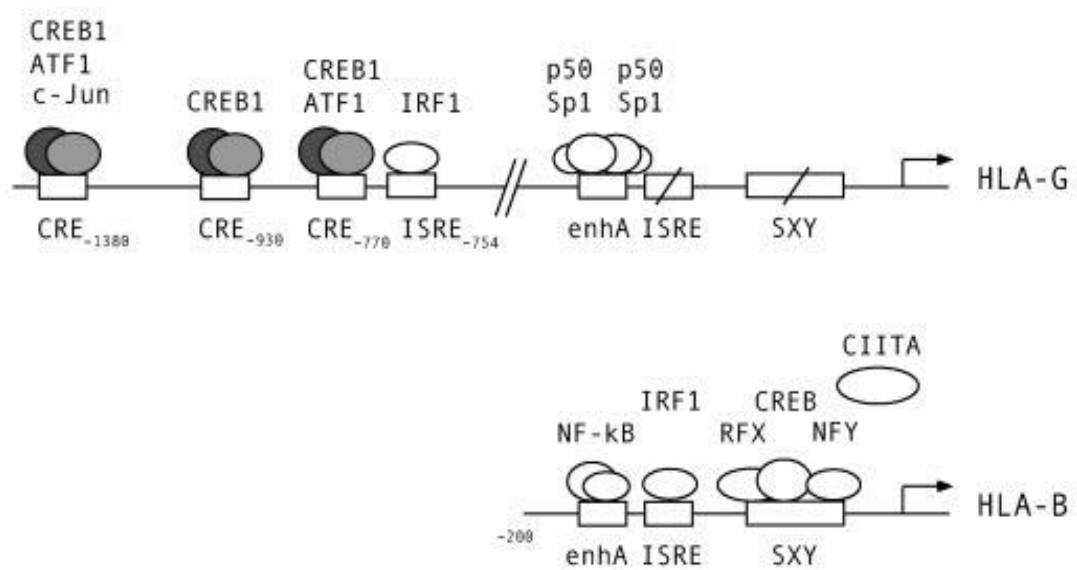 CREB1
ATF1
c-Jun
CREB1
CREB1
ATF1
IRF1
p50 p50
Sp1 Sp1
HLA-G
CRE-1380
CRE-930
CRE-770
ISRE-754
enhA ISRE
SXY
CIITA
IRF1
CREB
NF-kB
RFX
NFY
HLA-B
-200
enhA ISRE
SXY